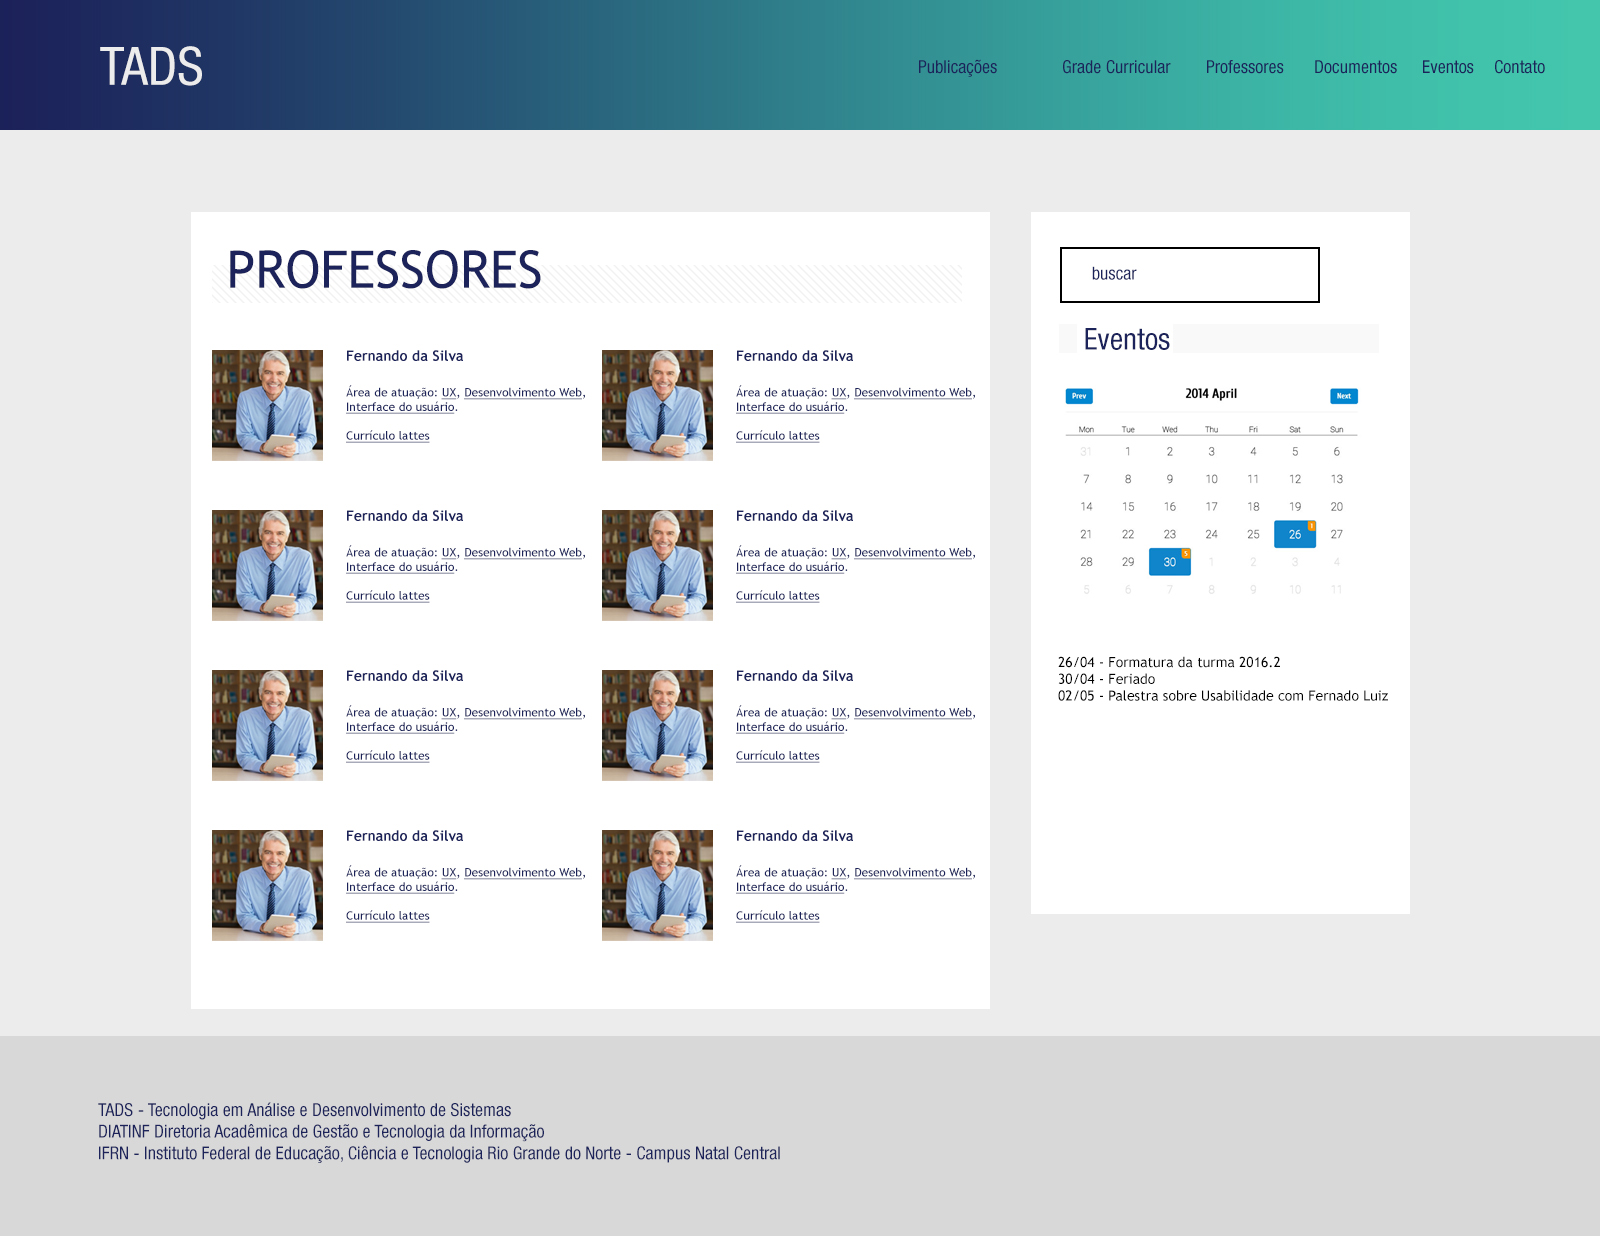 TADS
Publicações Grade Curricular Professores Documentos Eventos Contato
PROFESSORES
Fernando da Silva
Área de atuação: UX, Desenvolvimento Web,
Interface do usuário.
Currículo lattes
Fernando da Silva
Área de atuação: UX, Desenvolvimento Web,
Interface do usuário.
Currículo lattes
Fernando da Silva
Área de atuação: UX, Desenvolvimento Web,
Interface do usuário.
Currículo lattes
Fernando da Silva
Área de atuação: UX, Desenvolvimento Web,
Interface do usuário.
Currículo lattes
Fernando da Silva
Área de atuação: UX, Desenvolvimento Web,
Interface do usuário.
Currículo lattes
Fernando da Silva
Área de atuação: UX, Desenvolvimento Web,
Interface do usuário.
Currículo lattes
Fernando da Silva
Área de atuação: UX, Desenvolvimento Web,
Interface do usuário.
Currículo lattes
Fernando da Silva
Área de atuação: UX, Desenvolvimento Web,
Interface do usuário.
Currículo lattes
buscar
Eventos
Prev 2014 April Next
Mon Tue Wed Thu Fri Sat Sun
31 1 2 3 4 5 6
7 8 9 10 11 12 13
14 15 16 17 18 19 20
21 22 23 24 25 26 1 27
28 29 30 5 1 2 3 4
5 6 7 8 9 10 11
26/04 - Formatura da turma 2016.2
30/04 - Feriado
02/05 - Palestra sobre Usabilidade com Fernado Luiz
TADS - Tecnologia em Análise e Desenvolvimento de Sistemas
DIATINF Diretoria Acadêmica de Gestão e Tecnologia da Informação
IFRN - Instituto Federal de Educação, Ciência e Tecnologia Rio Grande do Norte - Campus Natal Central